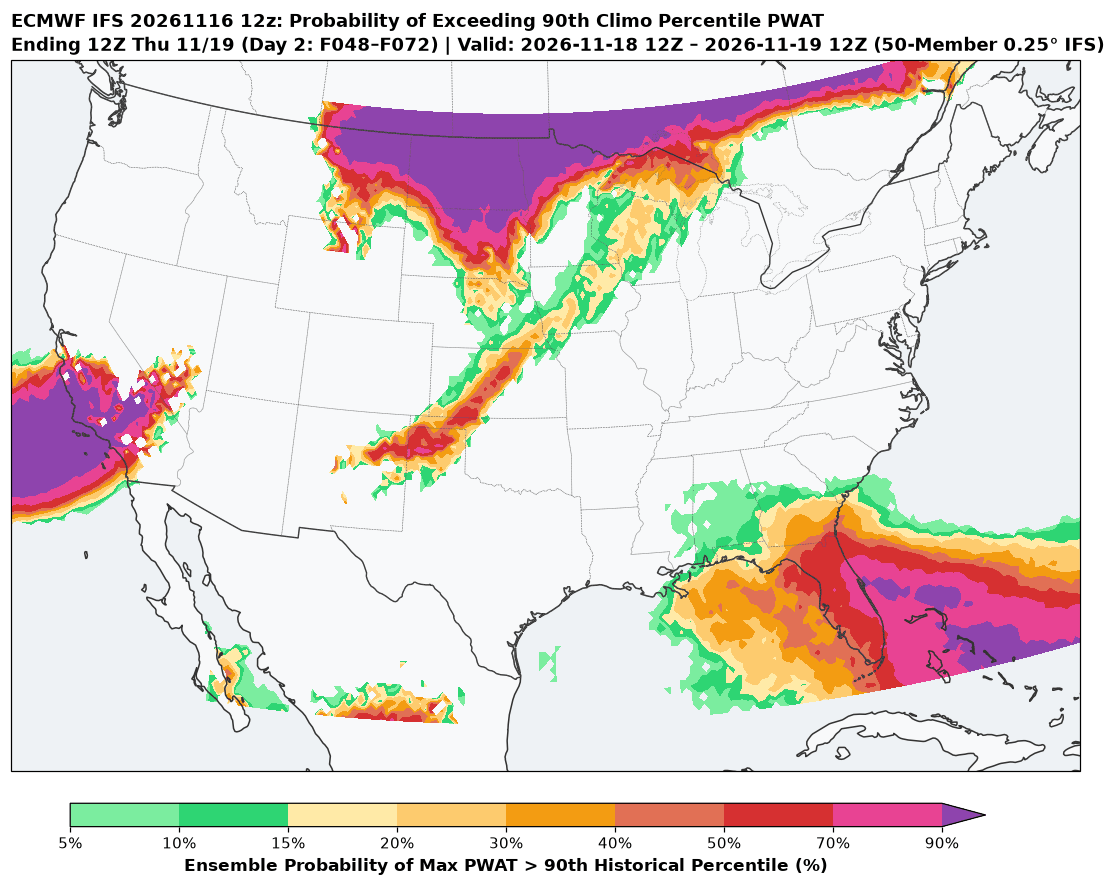 ECMWF IFS 20261116 12z: Probability of Exceeding 90th Climo Percentile PWAT
Ending 12Z Thu 11/19 (Day 2: F048–F072) | Valid: 2026-11-18 12Z – 2026-11-19 12Z (50-Member 0.25° IFS)
5% 10% 15% 20% 30% 40% 50% 70% 90%
Ensemble Probability of Max PWAT > 90th Historical Percentile (%)